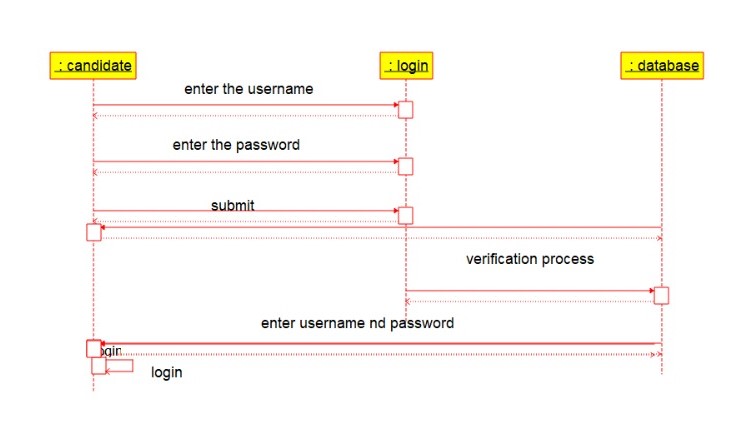 : candidate
: login
: database
enter the username
enter the password
submit
verification process
enter username nd password
login
login